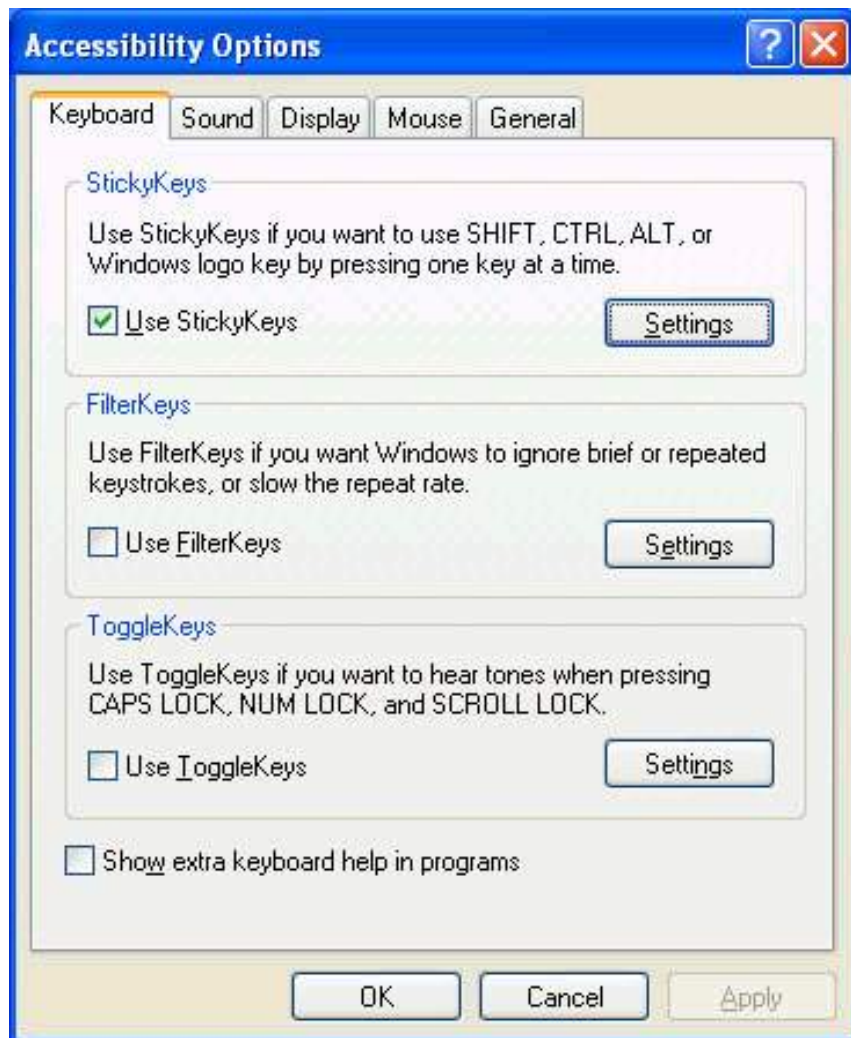 Accessibility Options
Keyboard Sound Display Mouse General
StickyKeys
Use StickyKeys if you want to use SHIFT, CTRL, ALT, or
Windows logo key by pressing one key at a time.
Use StickyKeys Settings
FilterKeys
Use FilterKeys if you want Windows to ignore brief or repeated
keystrokes, or slow the repeat rate.
Use FilterKeys Settings
ToggleKeys
Use ToggleKeys if you want to hear tones when pressing
CAPS LOCK, NUM LOCK, and SCROLL LOCK.
Use ToggleKeys Settings
Show extra keyboard help in programs
OK Cancel Apply